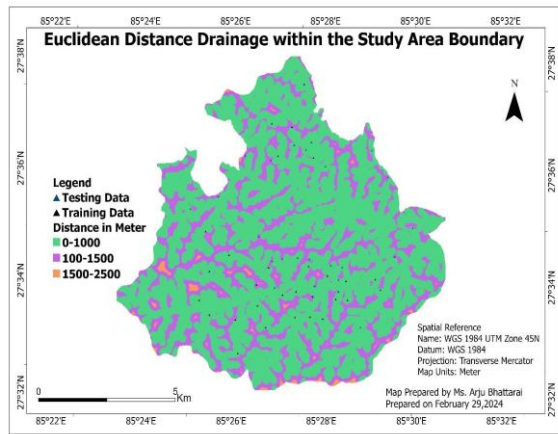 85°22'E 85°24'E 85°26'E 85°28'E 85°30'E 85°32'E
Euclidean Distance Drainage within the Study Area Boundary
27°38'N 27°38'N
N
27°36'N 27°36'N
Legend
Testing Data
Training Data
Distance in Meter
0-1000
100-1500
1500-2500
27°34'N 27°34'N
Spatial Reference
Name: WGS 1984 UTM Zone 45N
Datum: WGS 1984
Projection: Transverse Mercator
Map Units: Meter
27°32'N 27°32'N
0 5
Km
Map Prepared by Ms. Arju Bhattarai
Prepared on February 29,2024
85°22'E 85°24'E 85°26'E 85°28'E 85°30'E 85°32'E